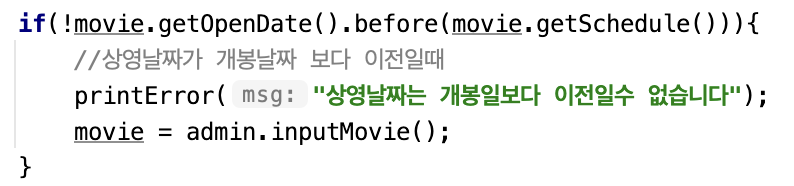 if(!movie.getOpenDate().before(movie.getSchedule())){
//상영날짜가 개봉날짜 보다 이전일때
printError( msg: "상영날짜는 개봉일보다 이전일수 없습니다");
movie = admin.inputMovie();
}